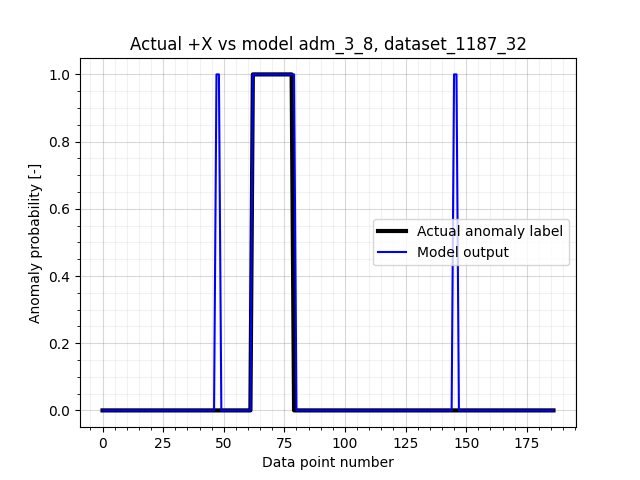 Actual +X vs model adm_3_8, dataset_1187_32
Anomaly probability [-]
1.0
0.8
0.6
0.4
0.2
0.0
Actual anomaly label
Model output
0 25 50 75 100 125 150 175
Data point number